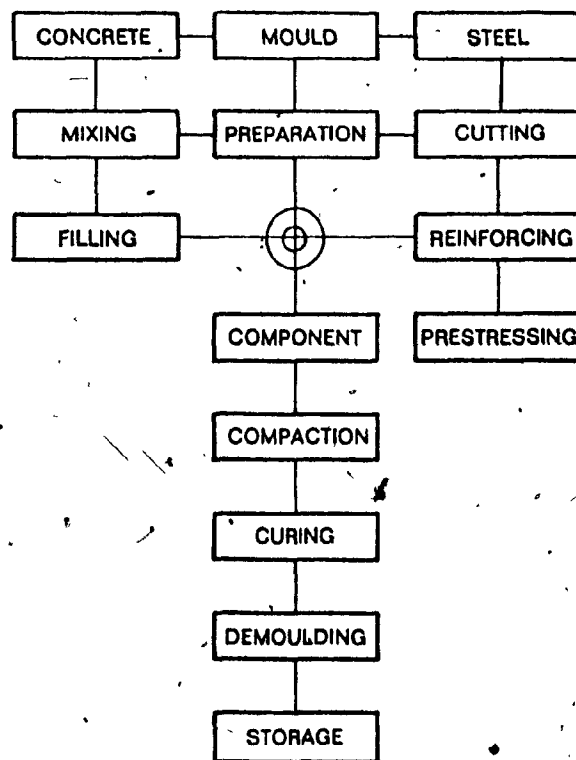 CONCRETE
MOULD
STEEL
MIXING
PREPARATION
CUTTING
FILLING
REINFORCING
COMPONENT
PRESTRESSING
COMPACTION
CURING
DEMOULDING
STORAGE